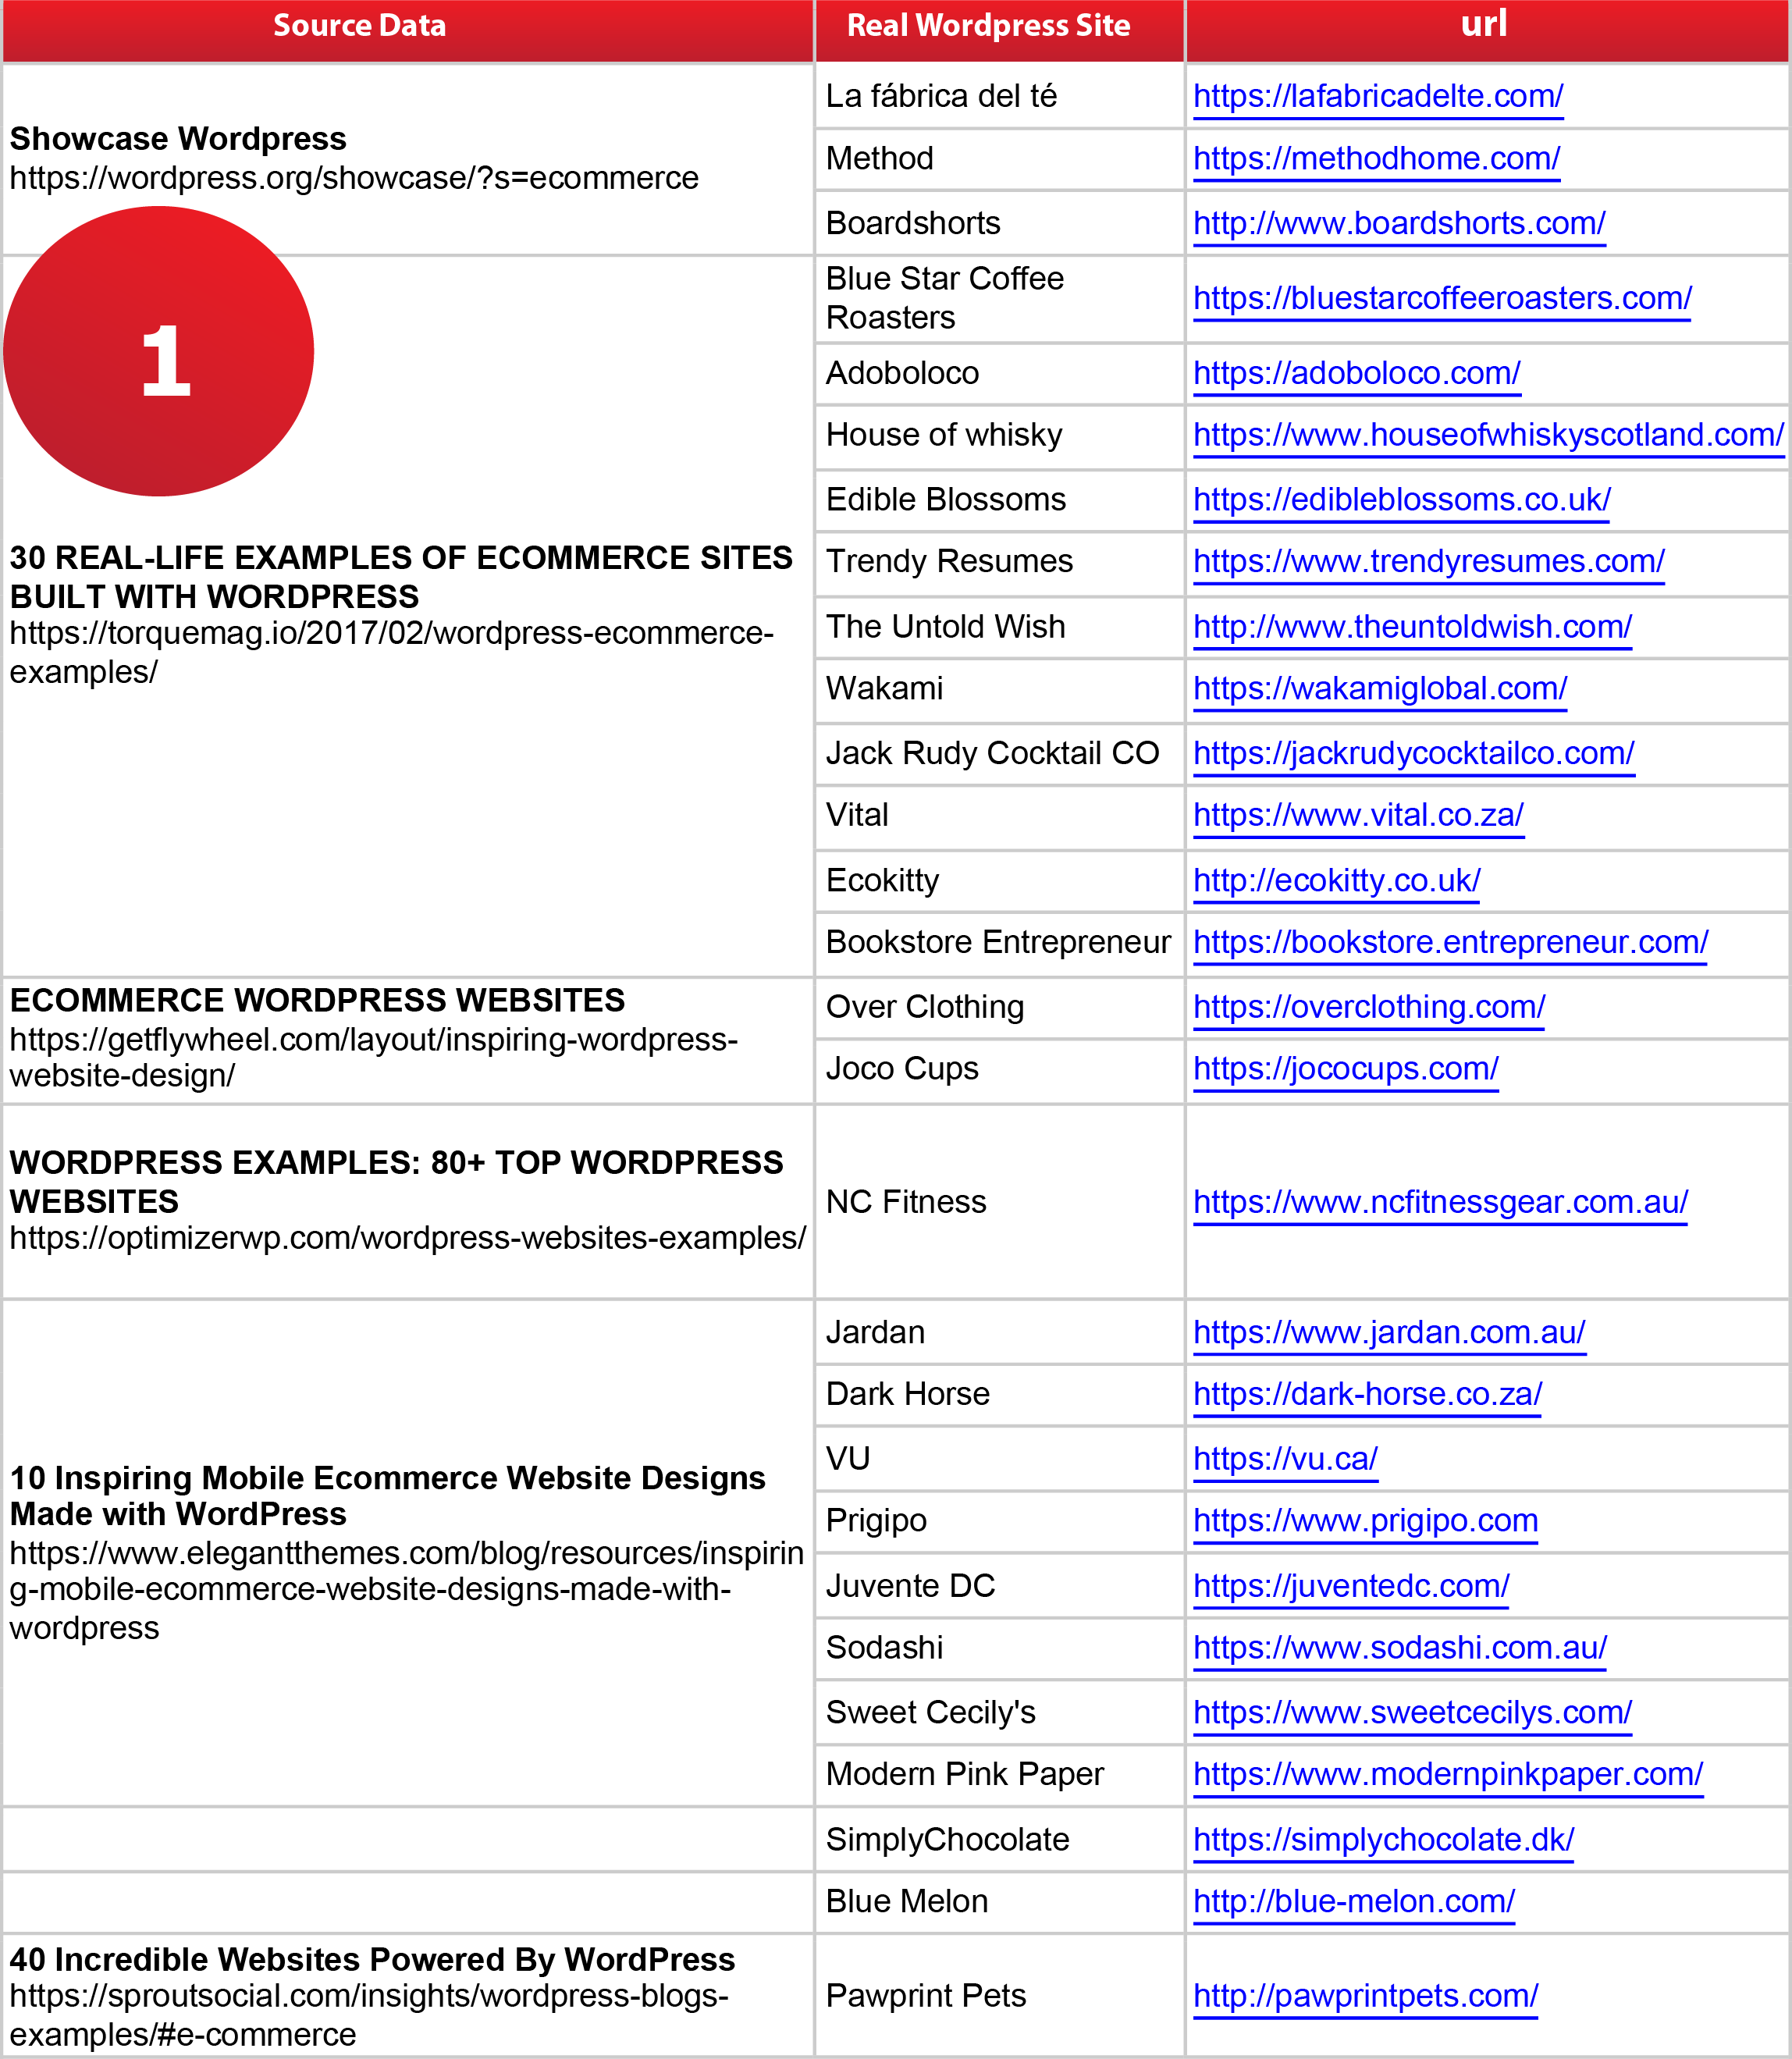 Source Data
Real Wordpress Site
url
Showcase Wordpress
https://wordpress.org/showcase/?s=ecommerce
La fábrica del té
https://lafabricadelte.com/
Method
https://methodhome.com/
Boardshorts
http://www.boardshorts.com/
1
30 REAL-LIFE EXAMPLES OF ECOMMERCE SITES
BUILT WITH WORDPRESS
https://torquemag.io/2017/02/wordpress-ecommerce-
examples/
Blue Star Coffee
Roasters
https://bluestarcoffeeroasters.com/
Adoboloco
https://adoboloco.com/
House of whisky
https://www.houseofwhiskyscotland.com/
Edible Blossoms
https://edibleblossoms.co.uk/
Trendy Resumes
https://www.trendyresumes.com/
The Untold Wish
http://www.theuntoldwish.com/
Wakami
https://wakamiglobal.com/
Jack Rudy Cocktail CO
https://jackrudycocktailco.com/
Vital
https://www.vital.co.za/
Ecokitty
http://ecokitty.co.uk/
Bookstore Entrepreneur
https://bookstore.entrepreneur.com/
ECOMMERCE WORDPRESS WEBSITES
https://getflywheel.com/layout/inspiring-wordpress-
website-design/
Over Clothing
https://overclothing.com/
Joco Cups
https://jococups.com/
WORDPRESS EXAMPLES: 80+ TOP WORDPRESS
WEBSITES
https://optimizerwp.com/wordpress-websites-examples/
NC Fitness
https://www.ncfitnessgear.com.au/
10 Inspiring Mobile Ecommerce Website Designs
Made with WordPress
https://www.elegantthemes.com/blog/resources/inspirin
g-mobile-ecommerce-website-designs-made-with-
wordpress
Jardan
https://www.jardan.com.au/
Dark Horse
https://dark-horse.co.za/
VU
https://vu.ca/
Prigipo
https://www.prigipo.com
Juvente DC
https://juventedc.com/
Sodashi
https://www.sodashi.com.au/
Sweet Cecily's
https://www.sweetcecilys.com/
Modern Pink Paper
https://www.modernpinkpaper.com/
SimplyChocolate
https://simplychocolate.dk/
Blue Melon
http://blue-melon.com/
40 Incredible Websites Powered By WordPress
https://sproutsocial.com/insights/wordpress-blogs-
examples/#e-commerce
Pawprint Pets
http://pawprintpets.com/